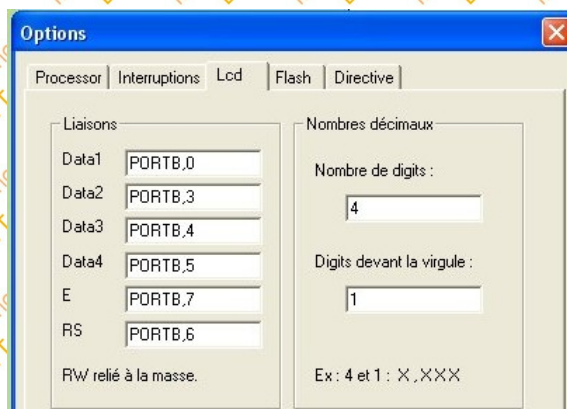 Options
Processor Interruptions Lcd Flash Directive
Liaisons
Data1 PORTB,0
Data2 PORTB,3
Data3 PORTB,4
Data4 PORTB,5
E PORTB,7
RS PORTB,6
RW relié à la masse.
Nombres décimaux
Nombre de digits :
4
Digits devant la virgule :
1
Ex : 4 et 1 : X,XXX